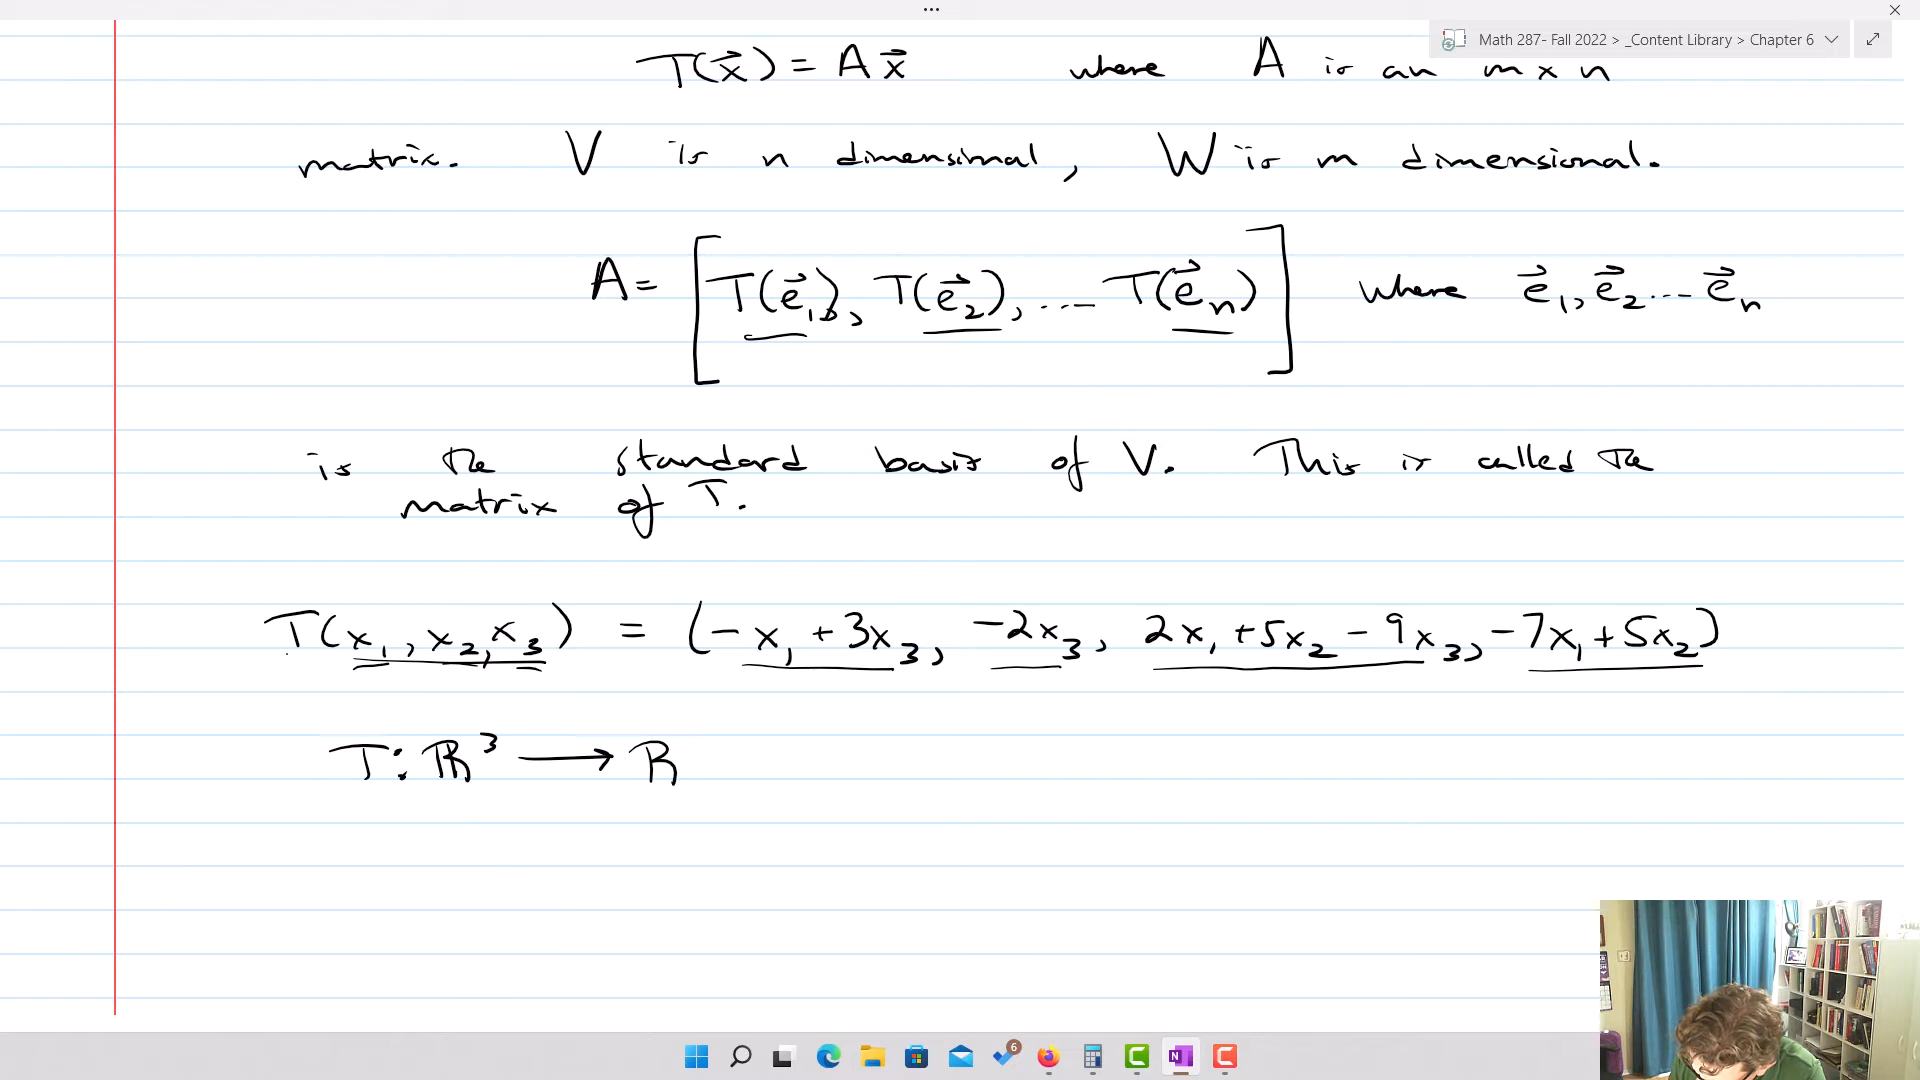 Math 287- Fall 2022 > _Content Library > Chapter 6
T(x⃗) = A x⃗ where A is an m x n
matrix. V is n dimensional, W is m dimensional.
A = [T(e⃗₁), T(e⃗₂), .... T(e⃗ₙ)] where e⃗₁, e⃗₂ ... e⃗ₙ
is the standard basis of V. This is called the
matrix of T.
T(x₁, x₂, x₃) = (-x₁ + 3x₃, -2x₃, 2x₁ + 5x₂ - 9x₃, -7x₁ + 5x₂)
T: ℝ³ ⟶ ℝ
6